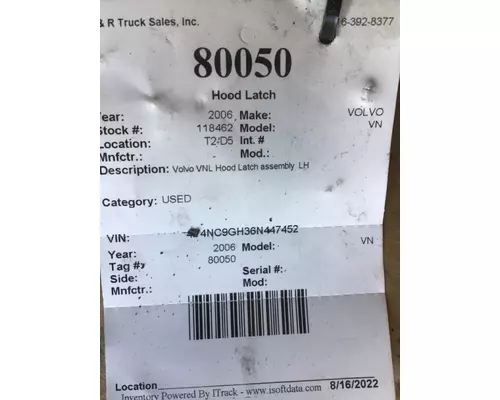 & R Truck Sales, Inc. 6-392-8377
80050
Hood Latch
Year: 2006 Make: VOLVO
Stock #: 118462 Model: VN
Location: T2-D5 Int. #
Mnfctr.: Mod.:
Description: Volvo VNL Hood Latch assembly LH
Category: USED
VIN: 4NC9GH36N447452
Year: 2006 Model: VN
Tag #: 80050
Side: Serial #:
Mnfctr.: Mod:
Location
Inventory Powered By ITrack - www.isoftdata.com 8/16/2022